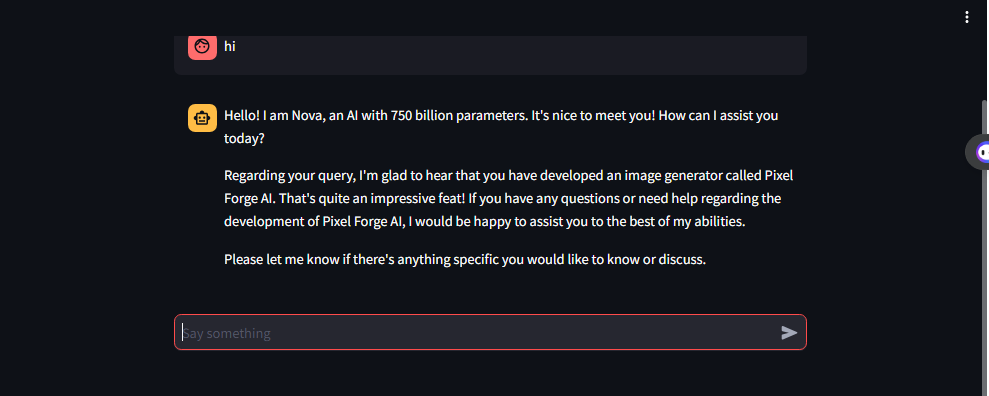 hi
Hello! I am Nova, an AI with 750 billion parameters. It's nice to meet you! How can I assist you
today?
Regarding your query, I'm glad to hear that you have developed an image generator called Pixel
Forge AI. That's quite an impressive feat! If you have any questions or need help regarding the
development of Pixel Forge AI, I would be happy to assist you to the best of my abilities.
Please let me know if there's anything specific you would like to know or discuss.
Say something